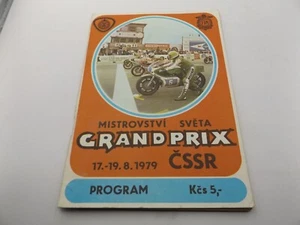 MISTROVSTVÍ SVĚTA
GRAND PRIX
17.-19. 8. 1979 ČSSR
PROGRAM Kčs 5,-